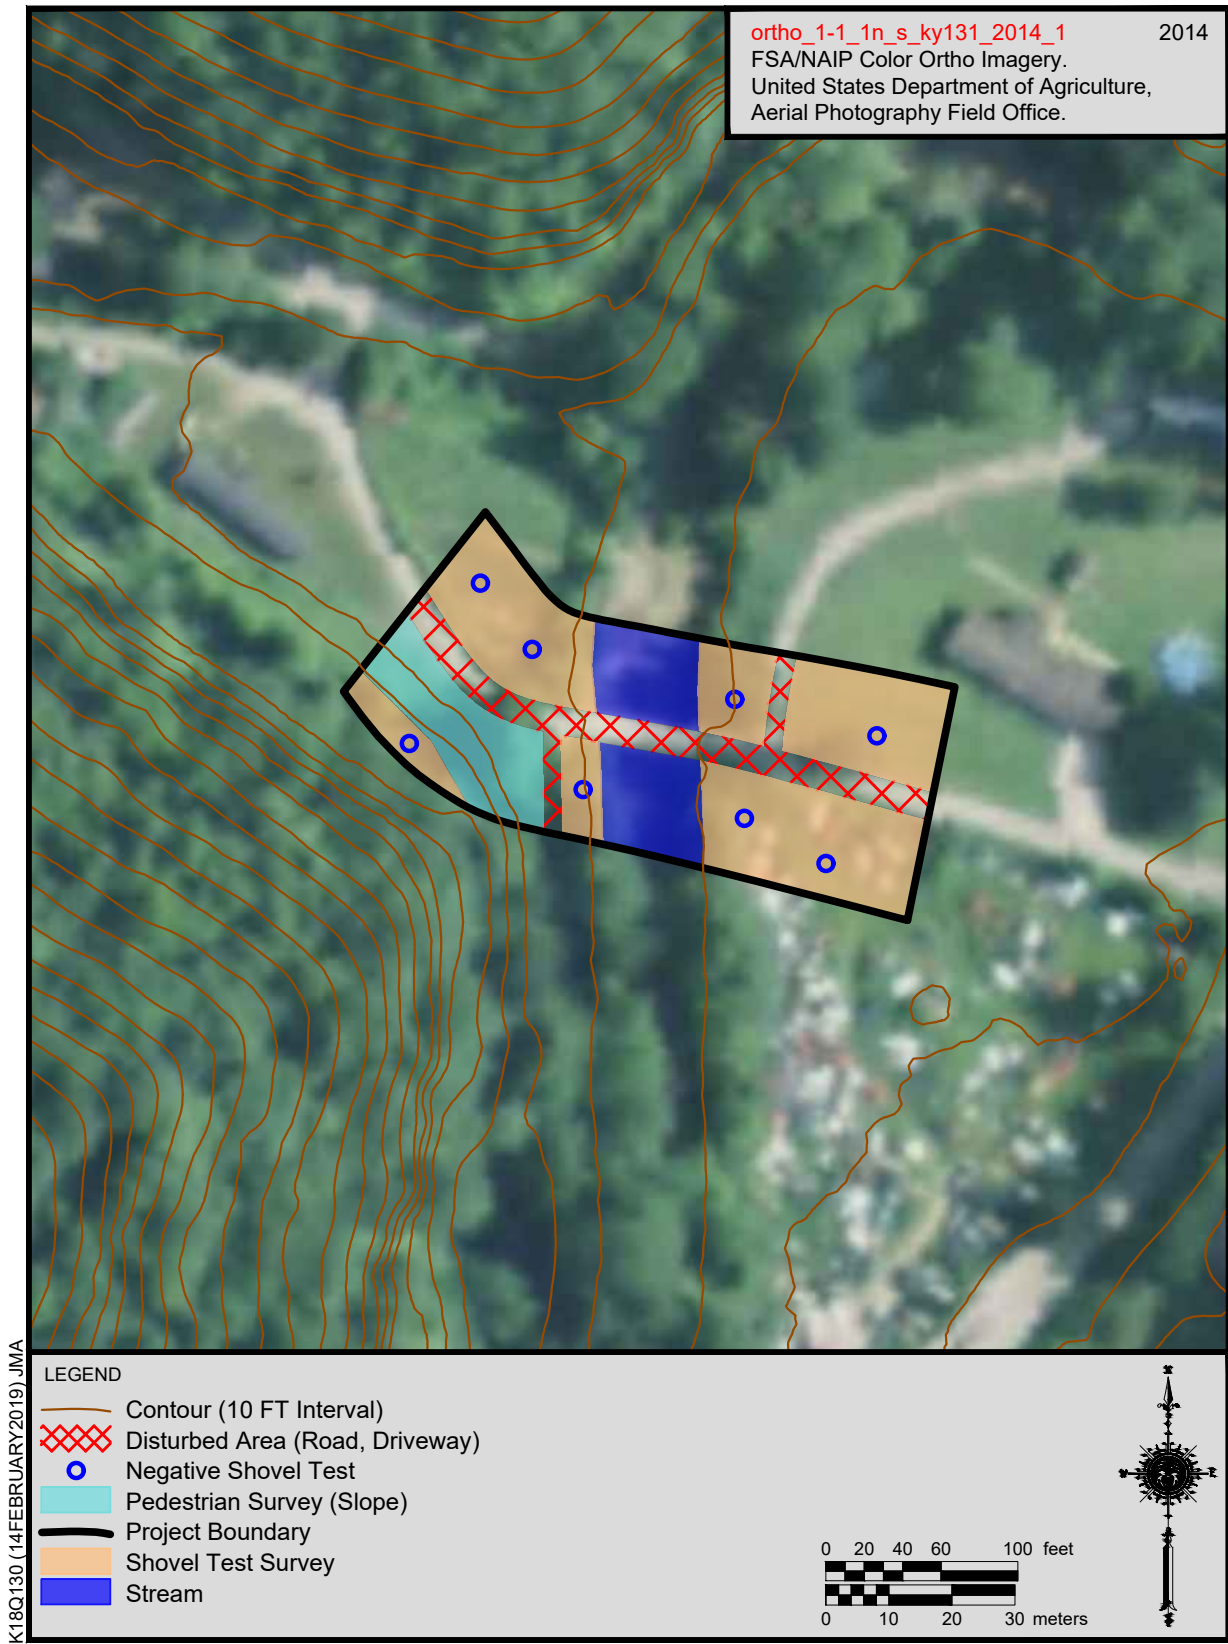 ortho_1-1_1n_s_ky131_2014_1 2014
FSA/NAIP Color Ortho Imagery.
United States Department of Agriculture,
Aerial Photography Field Office.
K18Q130 (14FEBRUARY2019) JMA
LEGEND
Contour (10 FT Interval)
Disturbed Area (Road, Driveway)
Negative Shovel Test
Pedestrian Survey (Slope)
Project Boundary
Shovel Test Survey
Stream
0 20 40 60 100 feet
0 10 20 30 meters